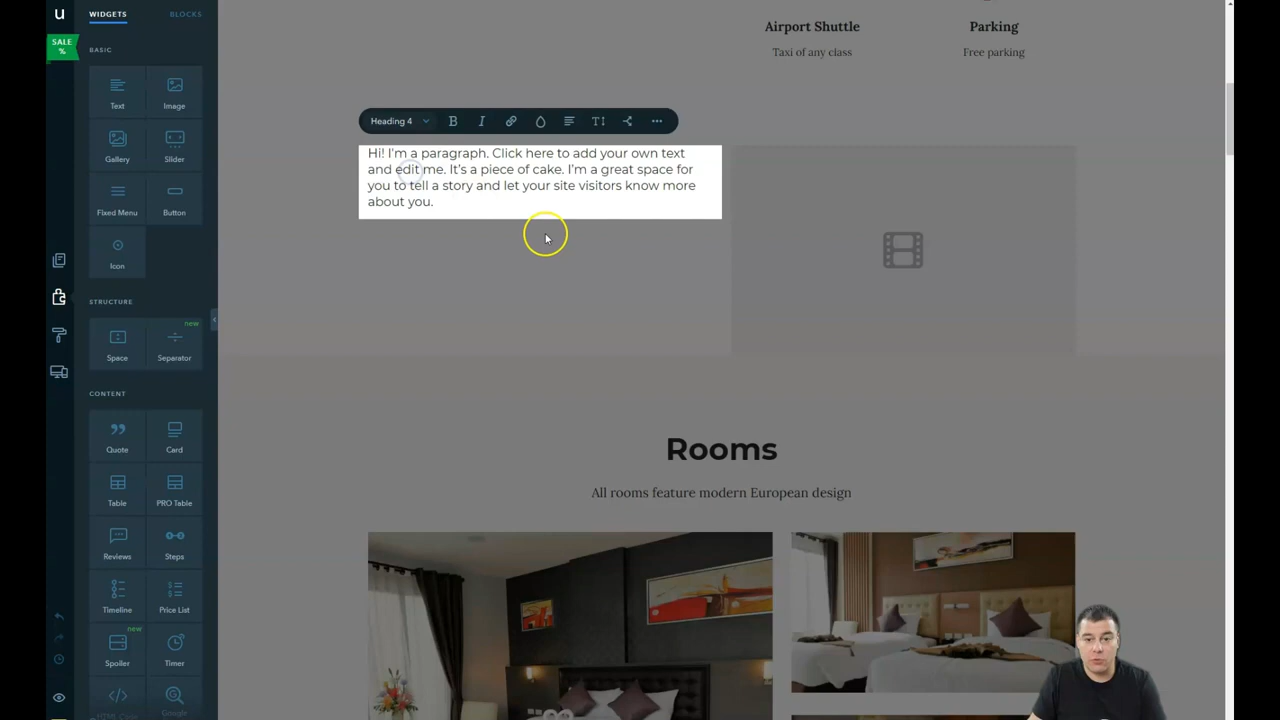 u
WIDGETS
BLOCKS
SALE
%
BASIC
Text
Image
Gallery
Slider
Fixed Menu
Button
Icon
STRUCTURE
new
Space
Separator
CONTENT
Quote
Card
Table
PRO Table
Reviews
Steps
Timeline
Price List
new
Spoiler
Timer
HTML Code
Google
Airport Shuttle
Parking
Taxi of any class
Free parking
Heading 4
B
I
T
Hi! I'm a paragraph. Click here to add your own text
and edit me. It's a piece of cake. I'm a great space for
you to tell a story and let your site visitors know more
about you.
Rooms
All rooms feature modern European design